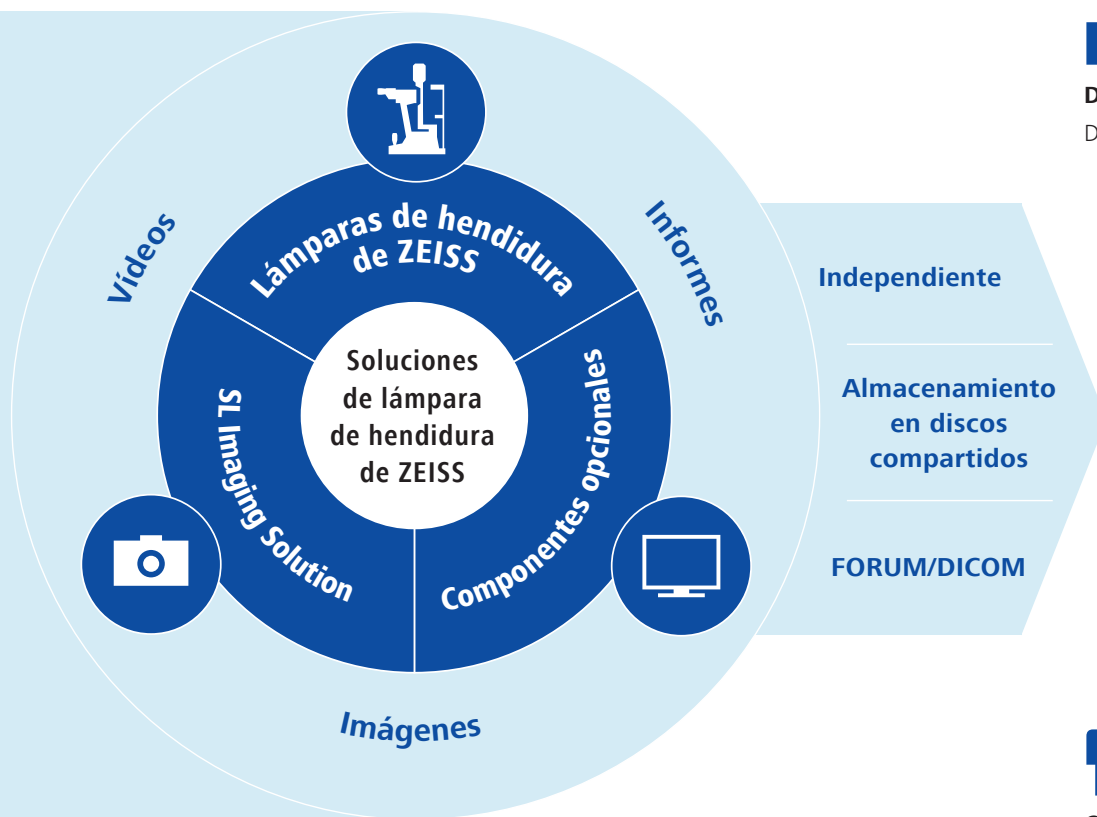 Lámparas de hendidura
de ZEISS
Vídeos
Informes
Soluciones
de lámpara
de hendidura
de ZEISS
SL Imaging Solution
Componentes opcionales
Imágenes
Independiente
Almacenamiento
en discos
compartidos
FORUM/DICOM
D
D